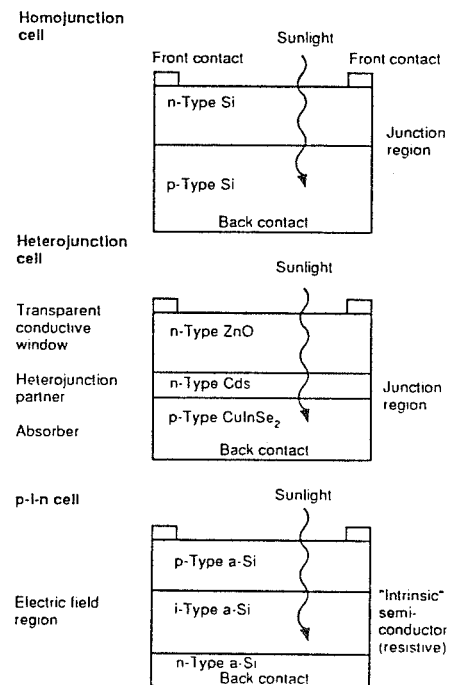 Homojunction
cell
Sunlight
Front contact
Front contact
n-Type Si
Junction
region
p-Type Si
Back contact
Heterojunction
cell
Sunlight
Transparent
conductive
window
n-Type ZnO
Heterojunction
partner
n-Type Cds
Junction
region
Absorber
p-Type CuInSe₂
Back contact
p-i-n cell
Sunlight
p-Type a-Si
Electric field
region
i-Type a-Si
"Intrinsic"
semi-
conductor
(resistive)
n-Type a-Si
Back contact